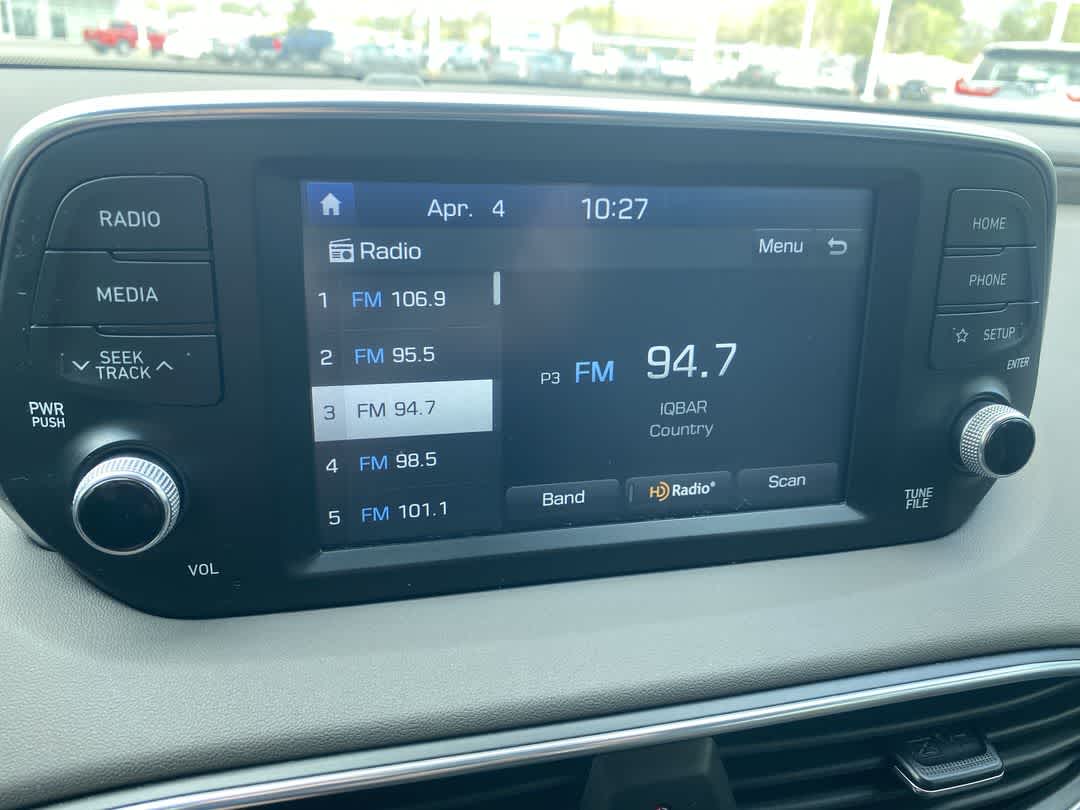 RADIO
MEDIA
SEEK
TRACK
PWR
PUSH
VOL
Apr. 4 10:27
Radio
Menu
1 FM 106.9
2 FM 95.5
3 FM 94.7
4 FM 98.5
5 FM 101.1
P3 FM 94.7
IQBAR
Country
Band
HD Radio®
Scan
HOME
PHONE
SETUP
ENTER
TUNE
FILE